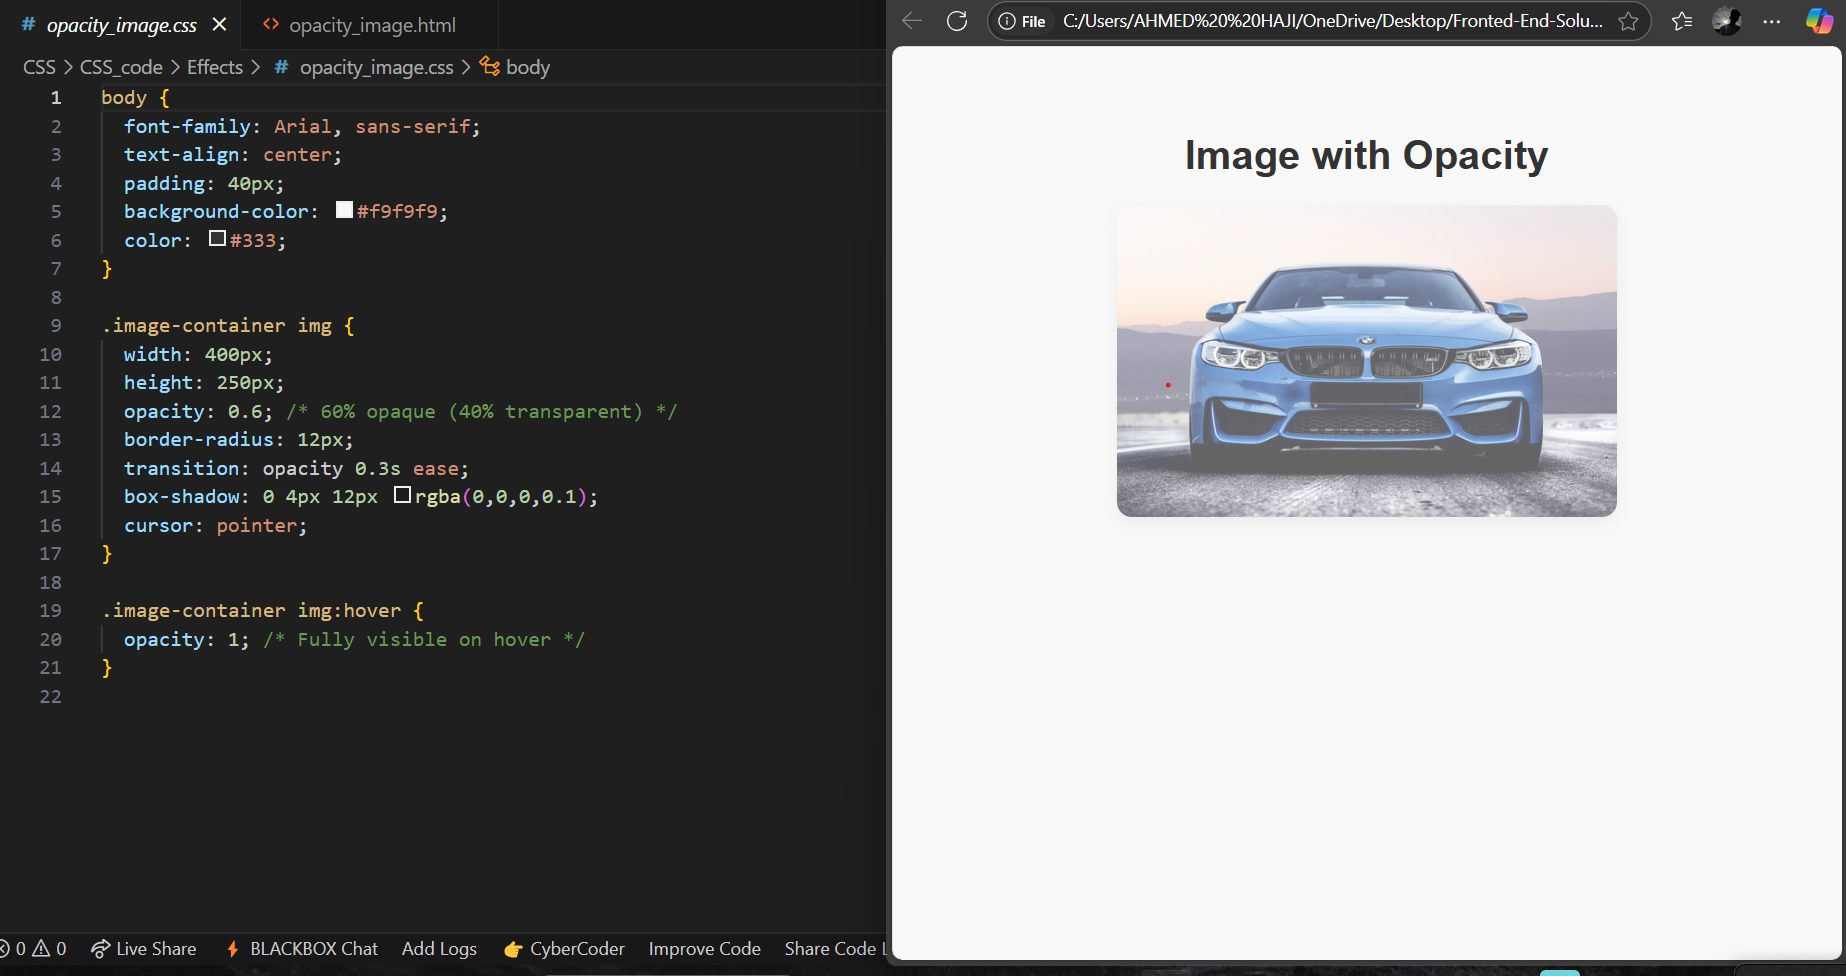 # opacity_image.css ×
<> opacity_image.html
CSS > CSS_code > Effects > # opacity_image.css > body
1 body {
2 font-family: Arial, sans-serif;
3 text-align: center;
4 padding: 40px;
5 background-color: #f9f9f9;
6 color: #333;
7 }
8
9 .image-container img {
10 width: 400px;
11 height: 250px;
12 opacity: 0.6; /* 60% opaque (40% transparent) */
13 border-radius: 12px;
14 transition: opacity 0.3s ease;
15 box-shadow: 0 4px 12px rgba(0,0,0,0.1);
16 cursor: pointer;
17 }
18
19 .image-container img:hover {
20 opacity: 1; /* Fully visible on hover */
21 }
22
0 0 Live Share BLACKBOX Chat Add Logs 👉 CyberCoder Improve Code Share Code L
File C:/Users/AHMED%20%20HAJI/OneDrive/Desktop/Fronted-End-Solu...
Image with Opacity